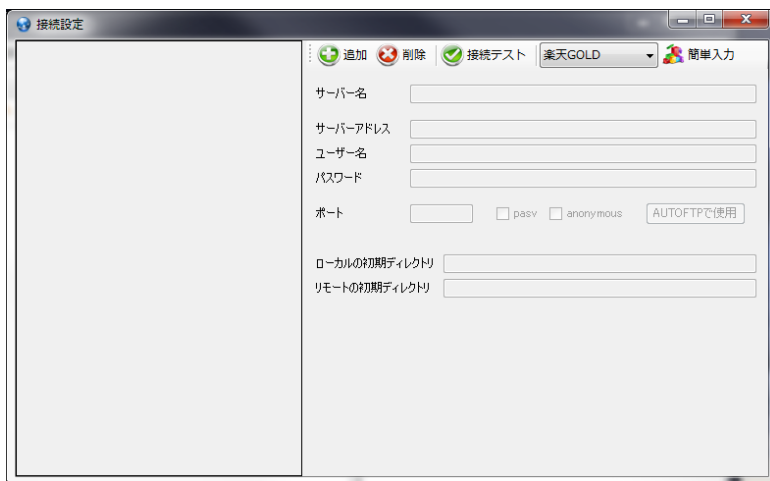 接続設定
追加 削除 接続テスト 楽天GOLD 簡単入力
サーバー名
サーバーアドレス
ユーザー名
パスワード
ポート pasv anonymous AUTOFTPで使用
ローカルの初期ディレクトリ
リモートの初期ディレクトリ